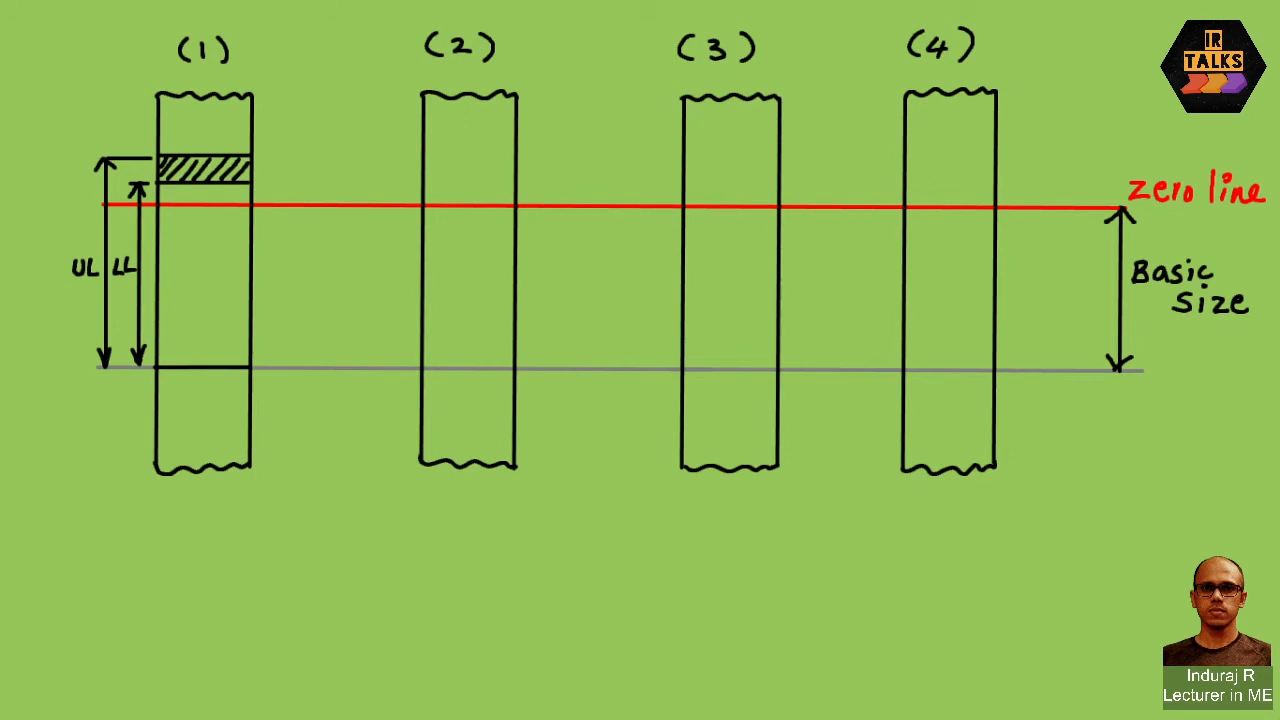 (1)
(2)
(3)
(4)
IR
TALKS
Zero line
UL
LL
Basic
Size
Induraj R
Lecturer in ME